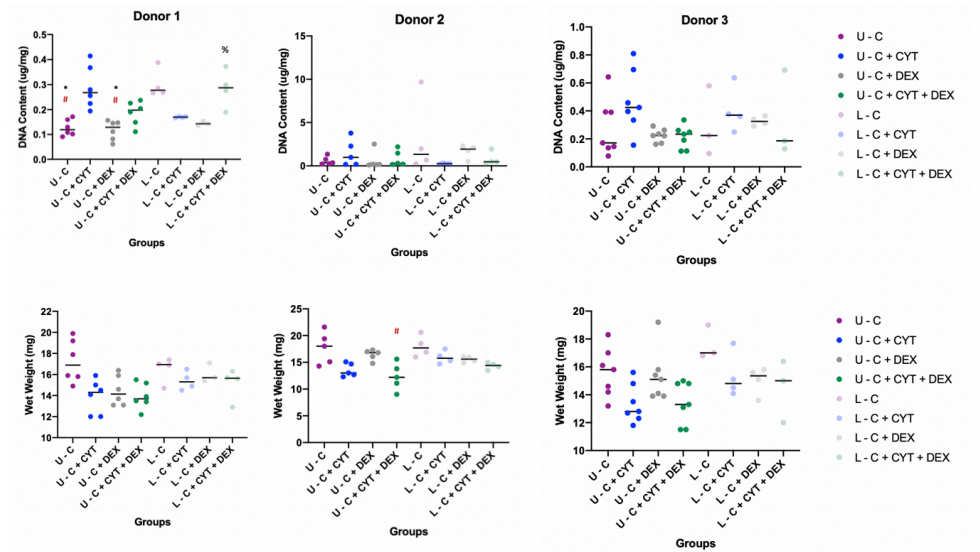 Donor 1
DNA Content (ug/mg)
0.5
0.4
0.3
0.2
0.1
0.0
*
#
*
#
%
U - C
U - C + CYT
U - C + DEX
U - C + CYT + DEX
L - C
L - C + CYT
L - C + DEX
L - C + CYT + DEX
Groups
Donor 2
DNA Content (ug/mg)
15
10
5
0
U - C
U - C + CYT
U - C + DEX
U - C + CYT + DEX
L - C
L - C + CYT
L - C + DEX
L - C + CYT + DEX
Groups
Donor 3
DNA Content (ug/mg)
1.0
0.8
0.6
0.4
0.2
0.0
U - C
U - C + CYT
U - C + DEX
U - C + CYT + DEX
L - C
L - C + CYT
L - C + DEX
L - C + CYT + DEX
Groups
U - C
U - C + CYT
U - C + DEX
U - C + CYT + DEX
L - C
L - C + CYT
L - C + DEX
L - C + CYT + DEX
Wet Weight (mg)
22
20
18
16
14
12
10
U - C
U - C + CYT
U - C + DEX
U - C + CYT + DEX
L - C
L - C + CYT
L - C + DEX
L - C + CYT + DEX
Groups
Wet Weight (mg)
25
20
15
10
5
0
#
U - C
U - C + CYT
U - C + DEX
U - C + CYT + DEX
L - C
L - C + CYT
L - C + DEX
L - C + CYT + DEX
Groups
Wet Weight (mg)
20
18
16
14
12
10
U - C
U - C + CYT
U - C + DEX
U - C + CYT + DEX
L - C
L - C + CYT
L - C + DEX
L - C + CYT + DEX
Groups
U - C
U - C + CYT
U - C + DEX
U - C + CYT + DEX
L - C
L - C + CYT
L - C + DEX
L - C + CYT + DEX